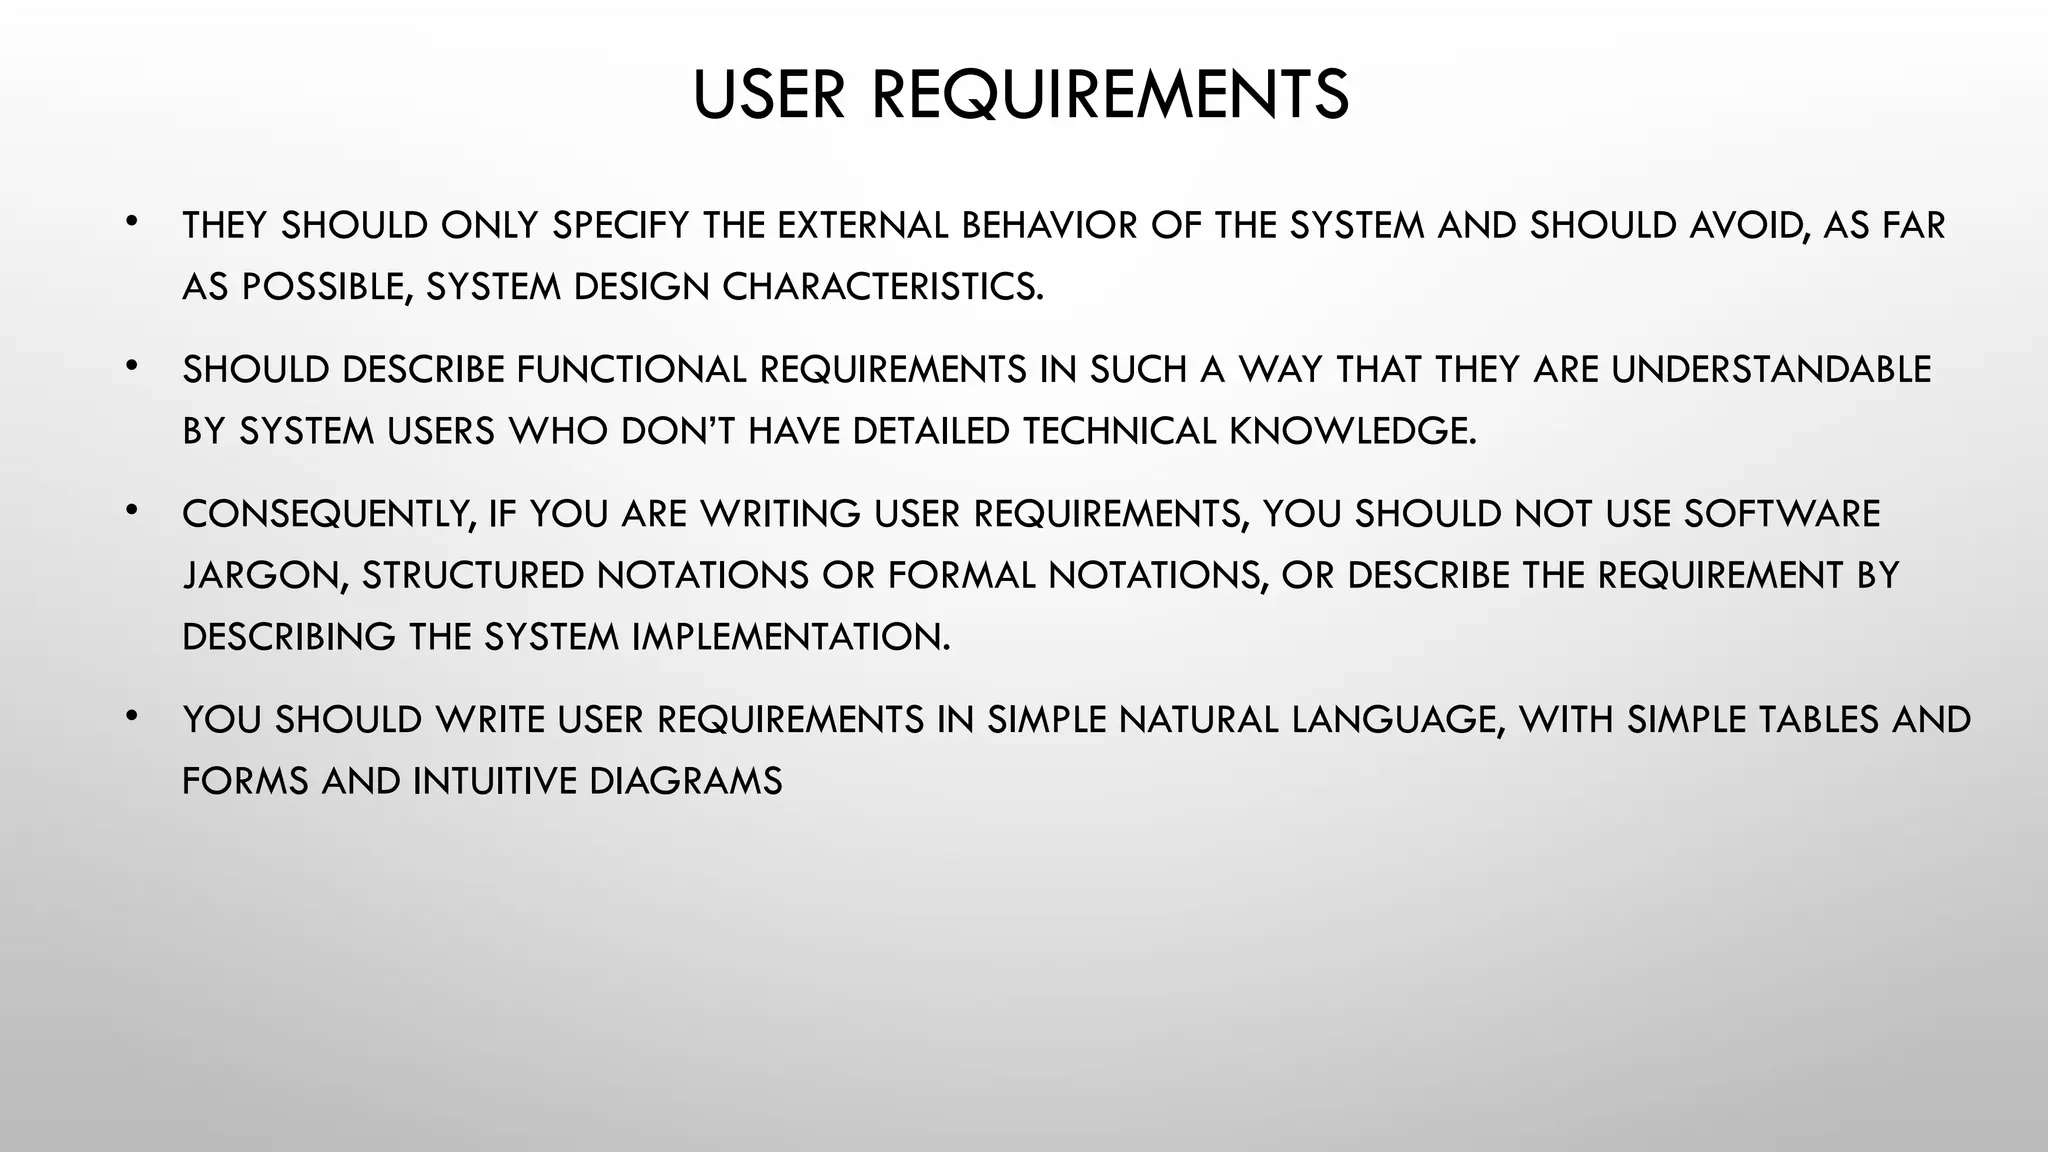 USER REQUIREMENTS
• THEY SHOULD ONLY SPECIFY THE EXTERNAL BEHAVIOR OF THE SYSTEM AND SHOULD AVOID, AS FAR
AS POSSIBLE, SYSTEM DESIGN CHARACTERISTICS.
• SHOULD DESCRIBE FUNCTIONAL REQUIREMENTS IN SUCH A WAY THAT THEY ARE UNDERSTANDABLE
BY SYSTEM USERS WHO DON’T HAVE DETAILED TECHNICAL KNOWLEDGE.
• CONSEQUENTLY, IF YOU ARE WRITING USER REQUIREMENTS, YOU SHOULD NOT USE SOFTWARE
JARGON, STRUCTURED NOTATIONS OR FORMAL NOTATIONS, OR DESCRIBE THE REQUIREMENT BY
DESCRIBING THE SYSTEM IMPLEMENTATION.
• YOU SHOULD WRITE USER REQUIREMENTS IN SIMPLE NATURAL LANGUAGE, WITH SIMPLE TABLES AND
FORMS AND INTUITIVE DIAGRAMS